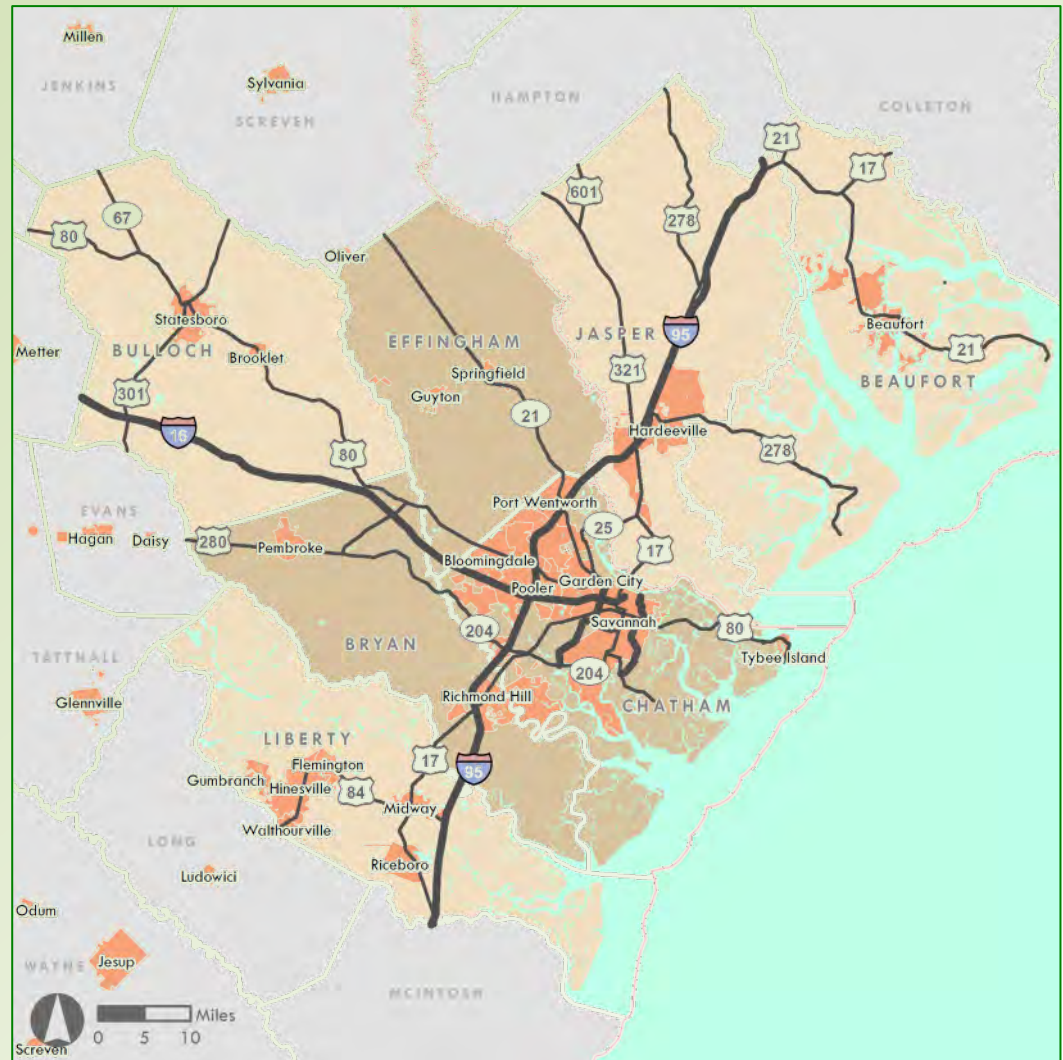 Millen
JENKINS
Sylvania
SCREVEN
HAMPTON
COLLETON
21
17
67
601
80
278
Oliver
Statesboro
EFFINGHAM
JASPER
95
Beaufort
Metter
BULLOCH
Brooklet
Springfield
321
21
BEAUFORT
301
Guyton
21
16
Hardeeville
80
278
Port Wentworth
EVANS
25
Hagan
Daisy
280
Pembroke
17
Bloomingdale
Garden City
Pooler
Savannah
204
80
BRYAN
Tybee Island
TATTNALL
204
Glennville
Richmond Hill
CHATHAM
LIBERTY
17
Flemington
95
Gumbranch
Hinesville
84
Midway
Walthourville
LONG
Riceboro
Ludowici
Odum
WAYNE
Jesup
MCINTOSH
Miles
0 5 10
Screven